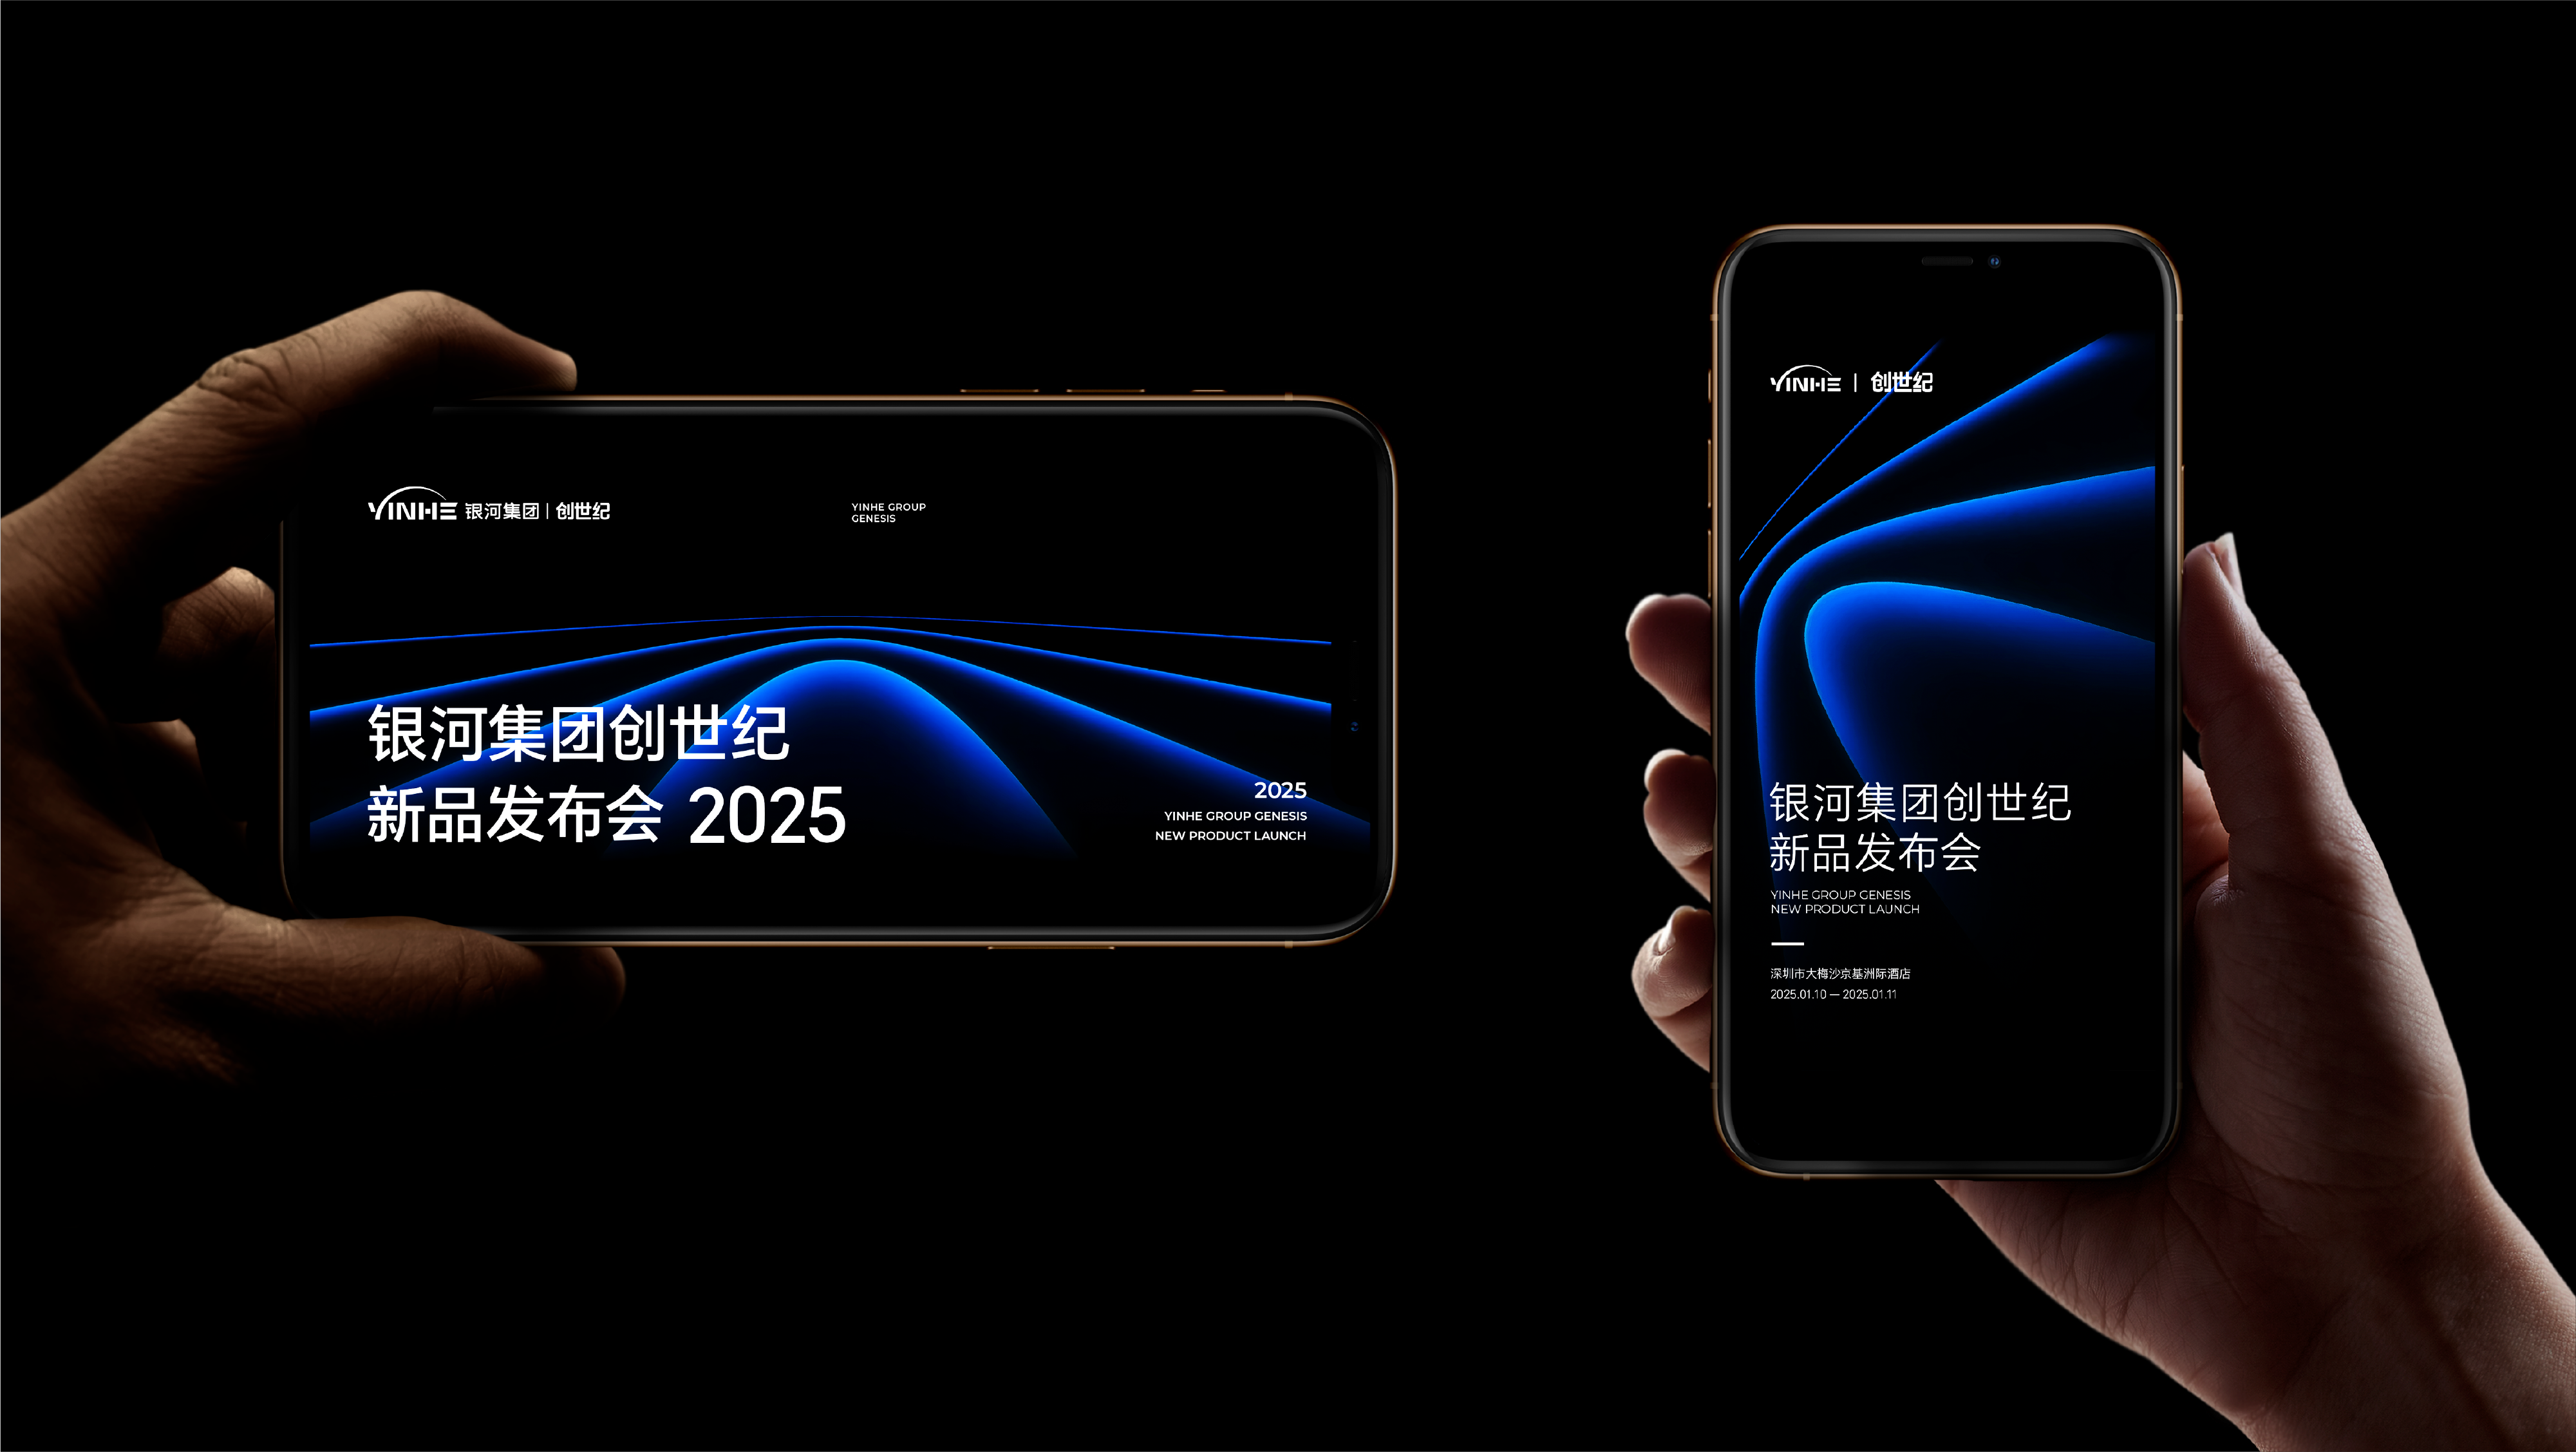 YINHE 银河集团 | 创世纪
YINHE GROUP
GENESIS
银河集团创世纪
新品发布会 2025
2025
YINHE GROUP GENESIS
NEW PRODUCT LAUNCH
YINHE | 创世纪
银河集团创世纪
新品发布会
YINHE GROUP GENESIS
NEW PRODUCT LAUNCH
深圳市大梅沙京基洲际酒店
2025.01.10 — 2025.01.11